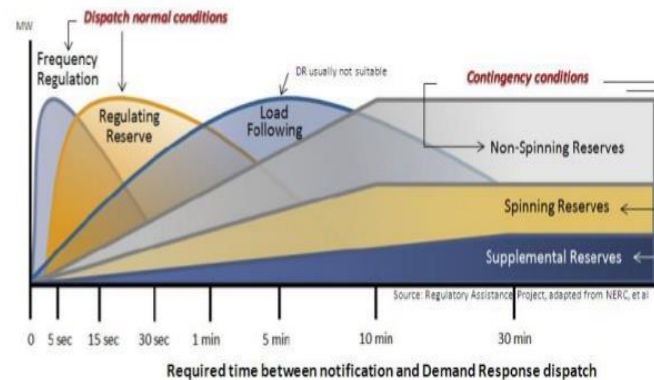 MW
Dispatch normal conditions
Frequency
Regulation
Regulating
Reserve
DR usually not suitable
Load
Following
Contingency conditions
Non-Spinning Reserves
Spinning Reserves
Supplemental Reserves
Source: Regulatory Assistance Project, adapted from NERC, et al
0 5 sec 15 sec 30 sec 1 min 5 min 10 min 30 min
Required time between notification and Demand Response dispatch